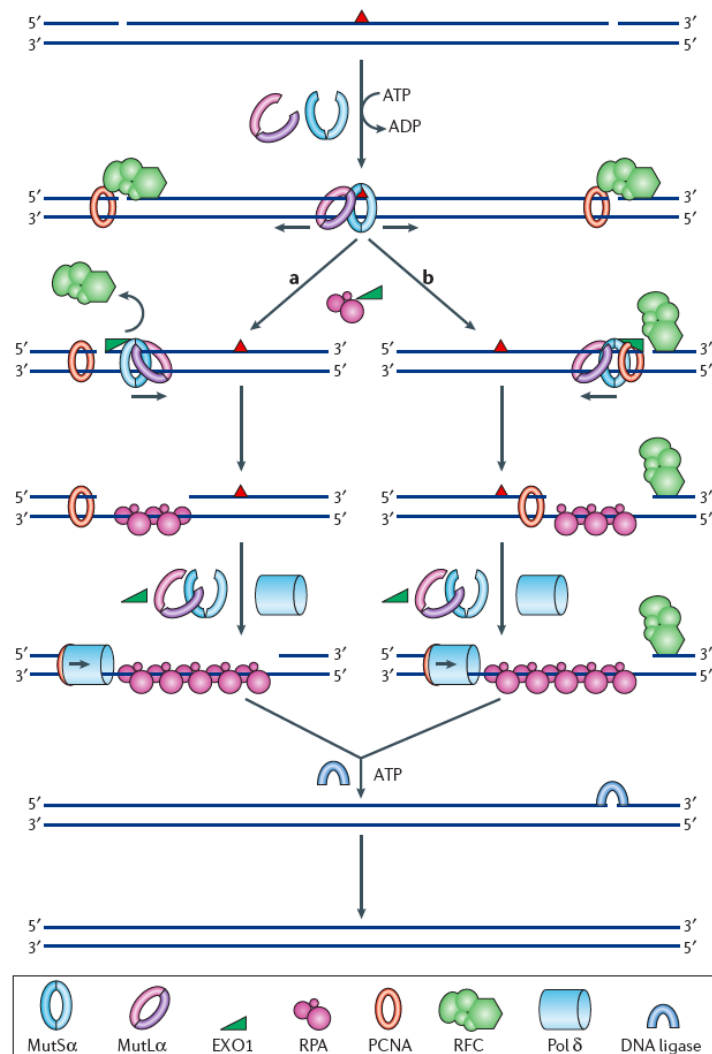 5′ 3′
3′ 5′
ATP
ADP
5′ 3′
3′ 5′
a b
5′ 3′ 5′ 3′
3′ 5′ 3′ 5′
5′ 3′ 5′ 3′
3′ 5′ 3′ 5′
5′ 3′ 5′ 3′
3′ 5′ 3′ 5′
ATP
5′ 3′
3′ 5′
5′ 3′
3′ 5′
MutSα MutLα EXO1 RPA PCNA RFC Pol δ DNA ligase